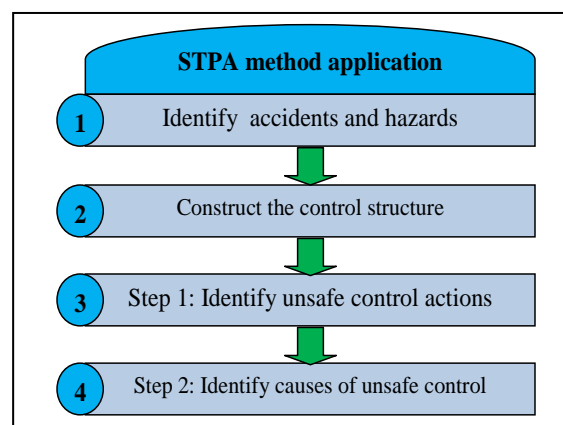 STPA method application
1
Identify accidents and hazards
2
Construct the control structure
3
Step 1: Identify unsafe control actions
4
Step 2: Identify causes of unsafe control